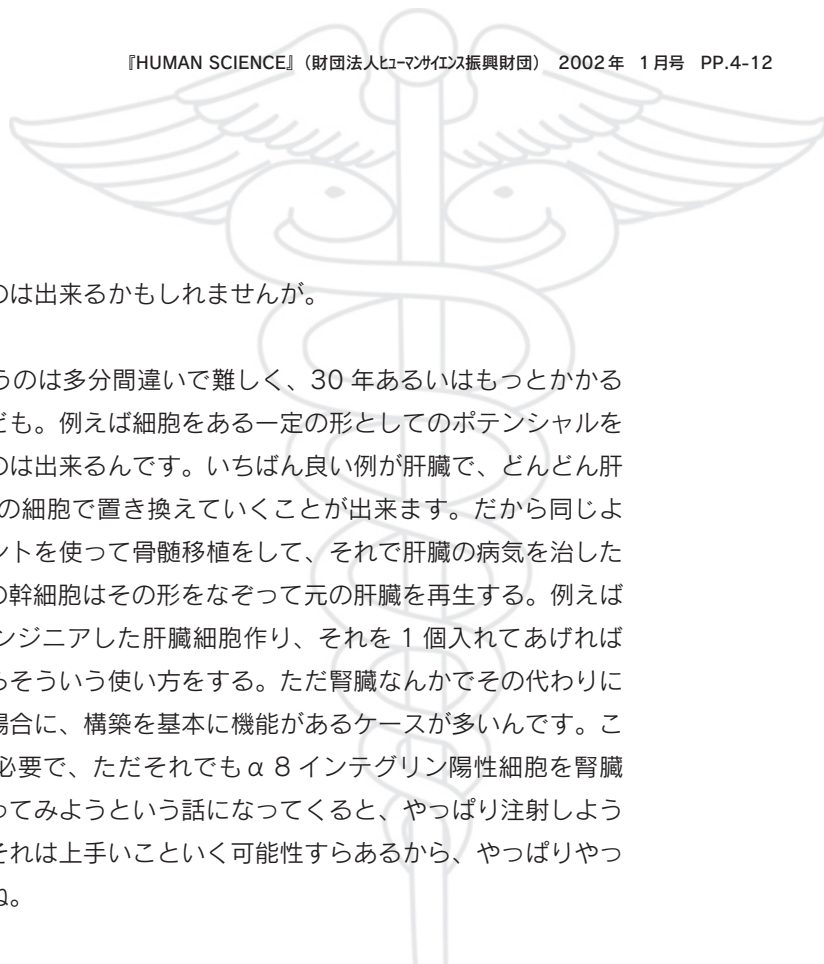 『HUMAN SCIENCE』（財団法人ﾋｭｰﾏﾝｻｲｴﾝｽ振興財団） 2002年 1月号 PP.4-12
のは出来るかもしれませんが。
うのは多分間違いで難しく、30 年あるいはもっとかかる
ども。例えば細胞をある一定の形としてのポテンシャルを
のは出来るんです。いちばん良い例が肝臓で、どんどん肝
の細胞で置き換えていくことが出来ます。だから同じよ
ントを使って骨髄移植をして、それで肝臓の病気を治した
の幹細胞はその形をなぞって元の肝臓を再生する。例えば
ンジニアした肝臓細胞作り、それを 1 個入れてあげれば
らそういう使い方をする。ただ腎臓なんかでその代わりに
場合に、構築を基本に機能があるケースが多いんです。こ
必要で、ただそれでもα 8 インテグリン陽性細胞を腎臓
ってみようという話になってくると、やっぱり注射しよう
それは上手いこといく可能性すらあるから、やっぱりやっ
ね。